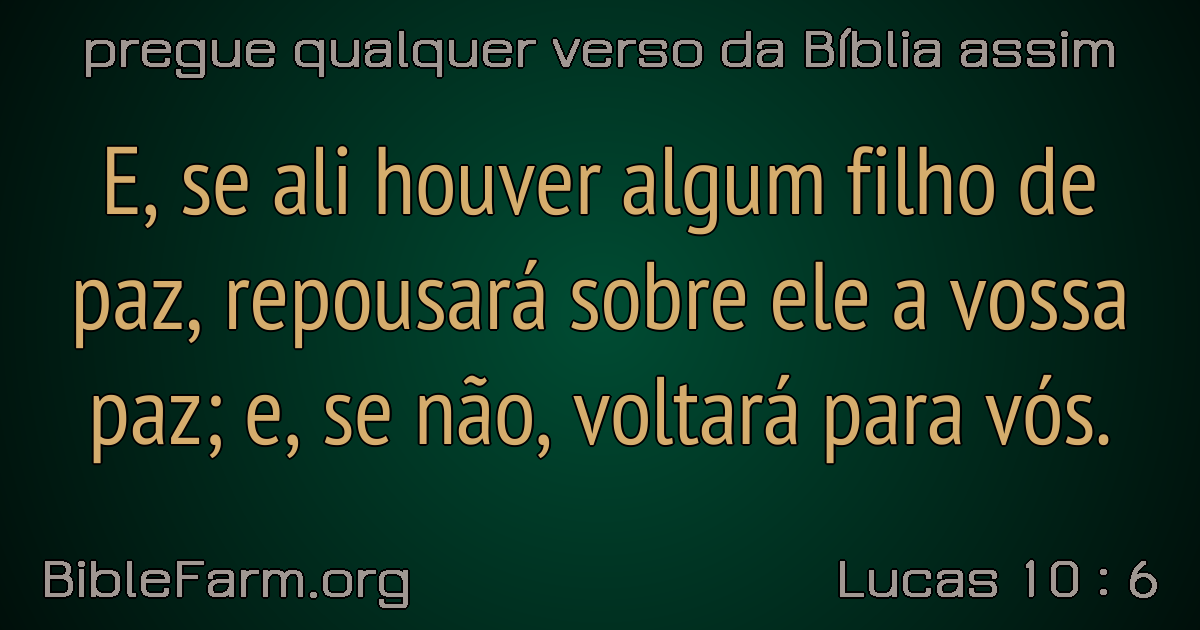 pregue qualquer verso da Bíblia assim
E, se ali houver algum filho de
paz, repousará sobre ele a vossa
paz; e, se não, voltará para vós.
BibleFarm.org
Lucas 10 : 6